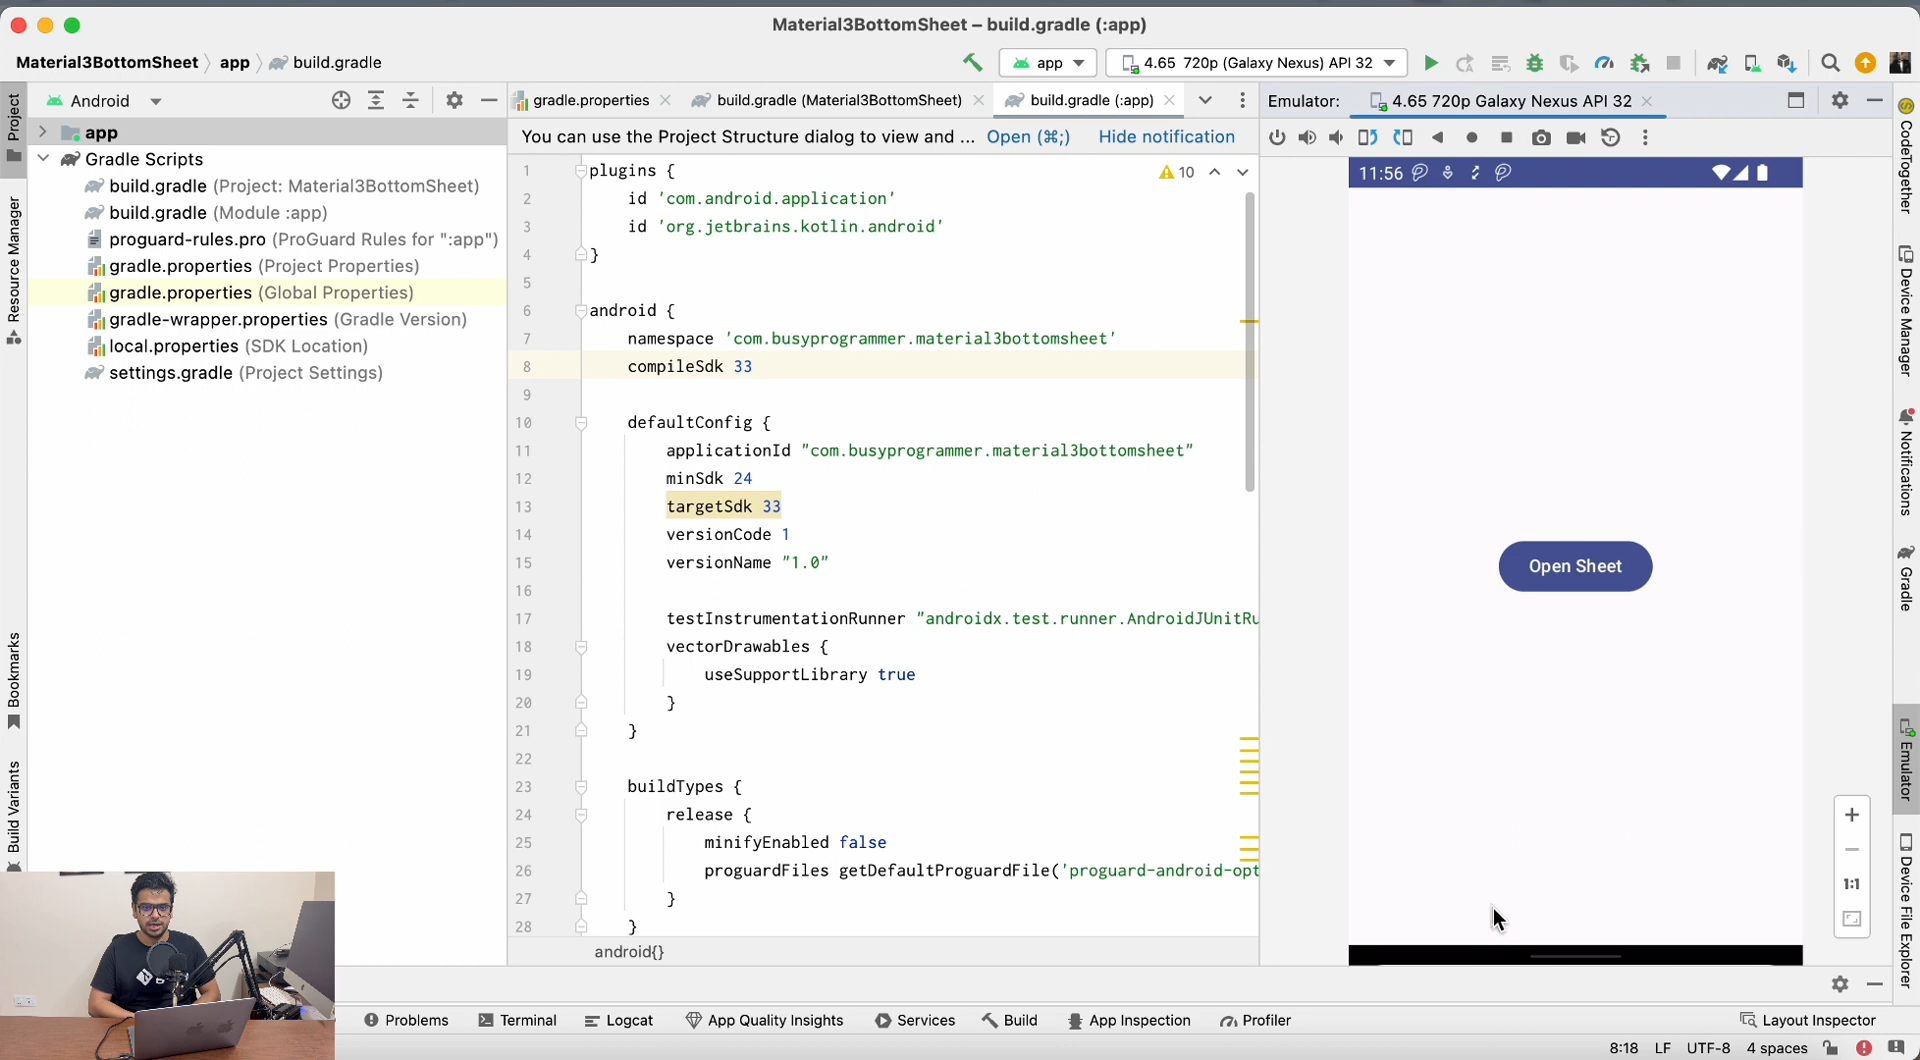 Material3BottomSheet – build.gradle (:app)
Material3BottomSheet app build.gradle
app 4.65 720p (Galaxy Nexus) API 32
Android
gradle.properties build.gradle (Material3BottomSheet) build.gradle (:app)
Emulator: 4.65 720p Galaxy Nexus API 32
You can use the Project Structure dialog to view and ... Open (⌘;) Hide notification
app
Gradle Scripts
build.gradle (Project: Material3BottomSheet)
build.gradle (Module :app)
proguard-rules.pro (ProGuard Rules for ":app")
gradle.properties (Project Properties)
gradle.properties (Global Properties)
gradle-wrapper.properties (Gradle Version)
local.properties (SDK Location)
settings.gradle (Project Settings)
Project
Resource Manager
Bookmarks
Build Variants
10
1 plugins {
2 id 'com.android.application'
3 id 'org.jetbrains.kotlin.android'
4 }
5
6 android {
7 namespace 'com.busyprogrammer.material3bottomsheet'
8 compileSdk 33
9
10 defaultConfig {
11 applicationId "com.busyprogrammer.material3bottomsheet"
12 minSdk 24
13 targetSdk 33
14 versionCode 1
15 versionName "1.0"
16
17 testInstrumentationRunner "androidx.test.runner.AndroidJUnitRu
18 vectorDrawables {
19 useSupportLibrary true
20 }
21 }
22
23 buildTypes {
24 release {
25 minifyEnabled false
26 proguardFiles getDefaultProguardFile('proguard-android-opt
27 }
28 }
android{}
11:56
Open Sheet
1:1
CodeTogether
Device Manager
Notifications
Gradle
Emulator
Device File Explorer
Problems Terminal Logcat App Quality Insights Services Build App Inspection Profiler Layout Inspector
8:18 LF UTF-8 4 spaces